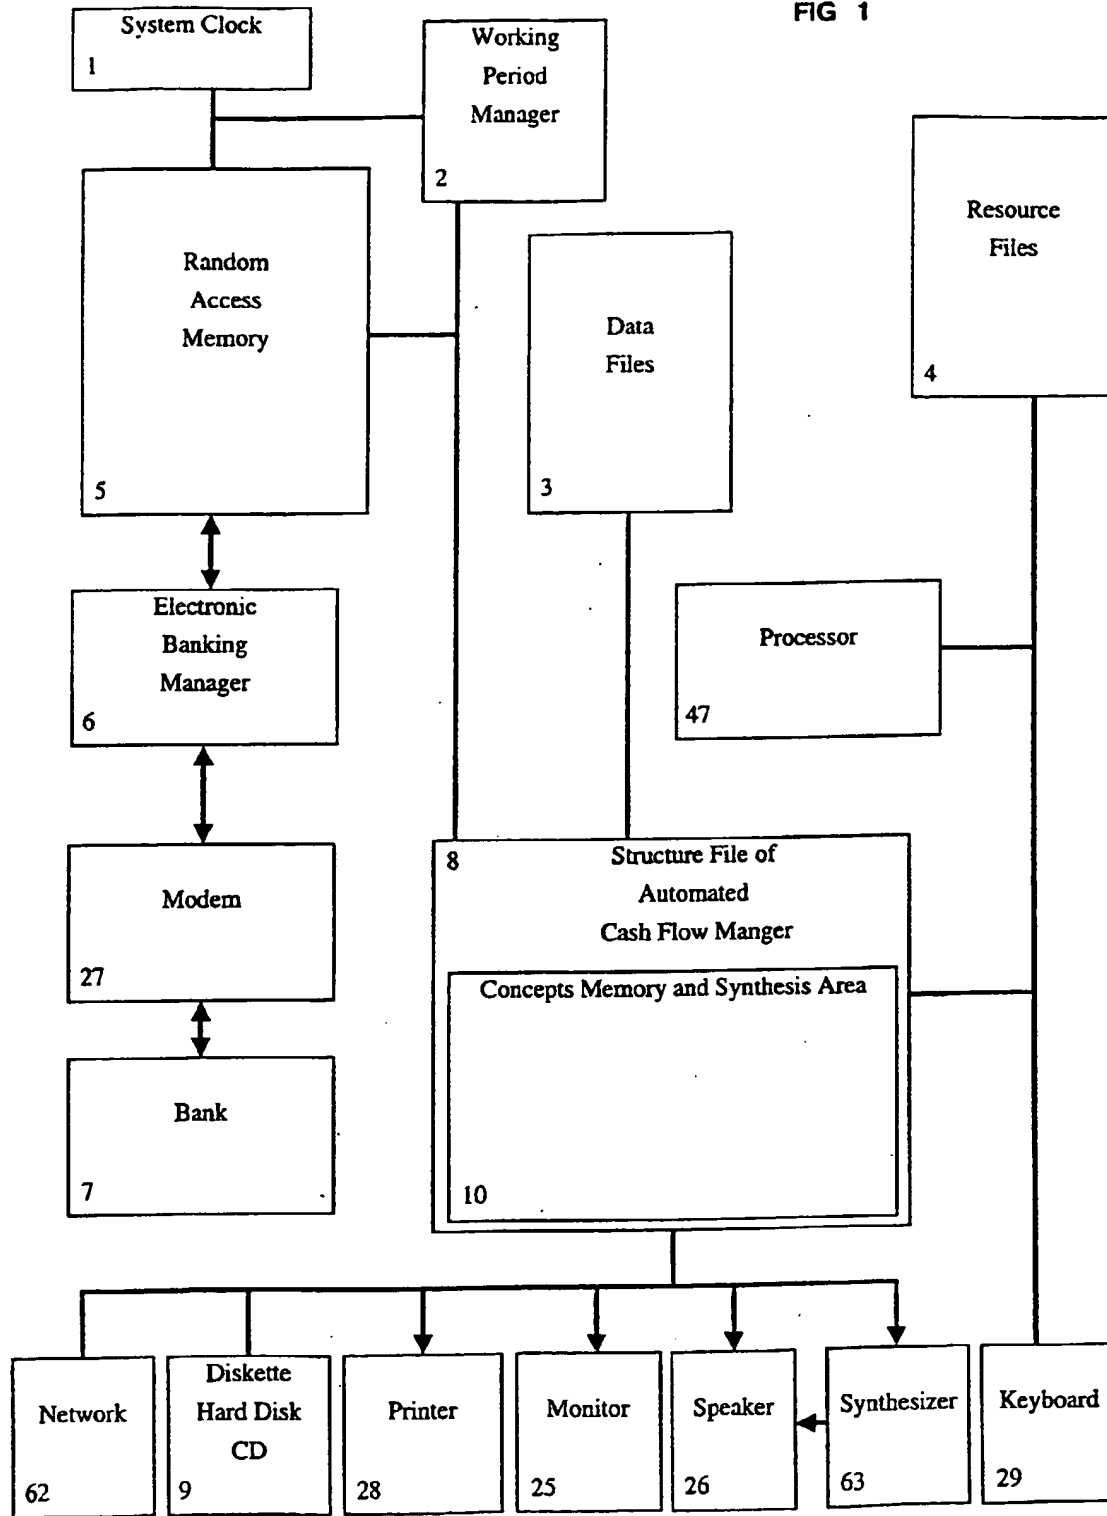 FIG 1
System Clock
1
Working
Period
Manager
2
Resource
Files
4
Random
Access
Memory
5
Data
Files
3
Electronic
Banking
Manager
6
Processor
47
Modem
27
8
Structure File of
Automated
Cash Flow Manger
Concepts Memory and Synthesis Area
10
Bank
7
Network
62
Diskette
Hard Disk
CD
9
Printer
28
Monitor
25
Speaker
26
Synthesizer
63
Keyboard
29